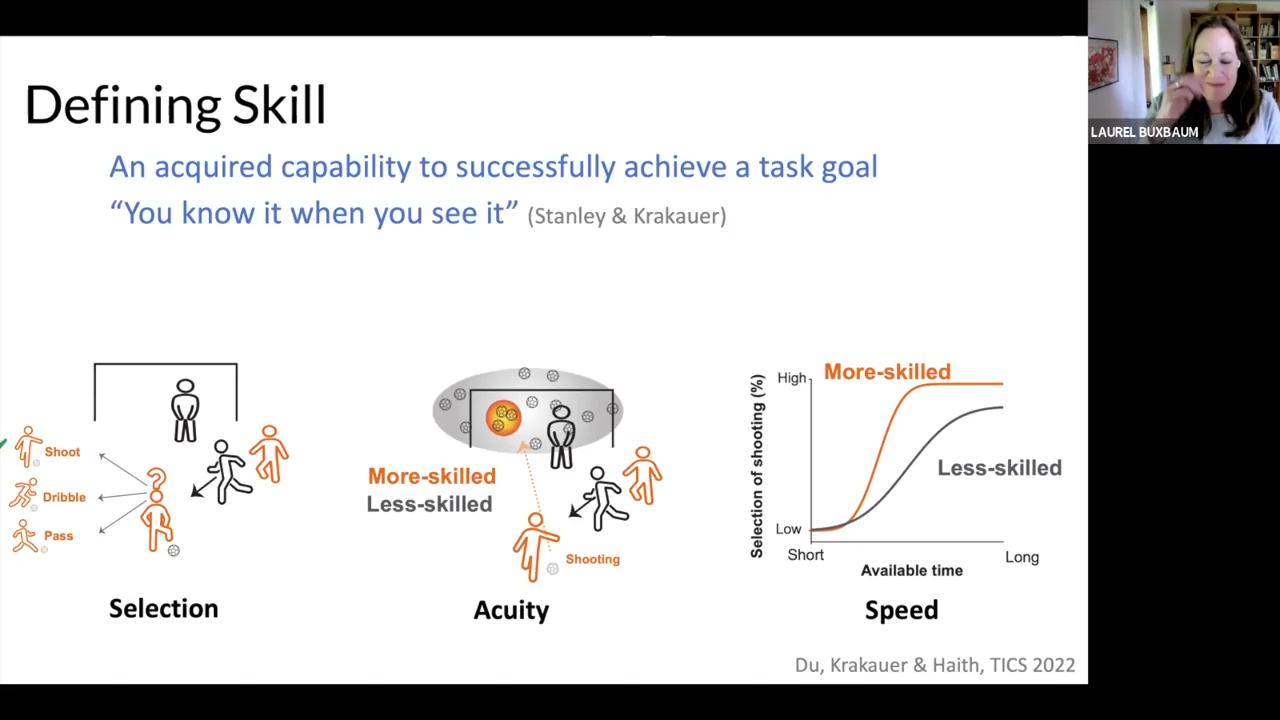 Defining Skill
An acquired capability to successfully achieve a task goal
“You know it when you see it” (Stanley & Krakauer)
LAUREL BUXBAUM
Shoot
Dribble
Pass
?
Selection
More-skilled
Less-skilled
Shooting
Acuity
Selection of shooting (%)
High
Low
More-skilled
Less-skilled
Short
Long
Available time
Speed
Du, Krakauer & Haith, TICS 2022